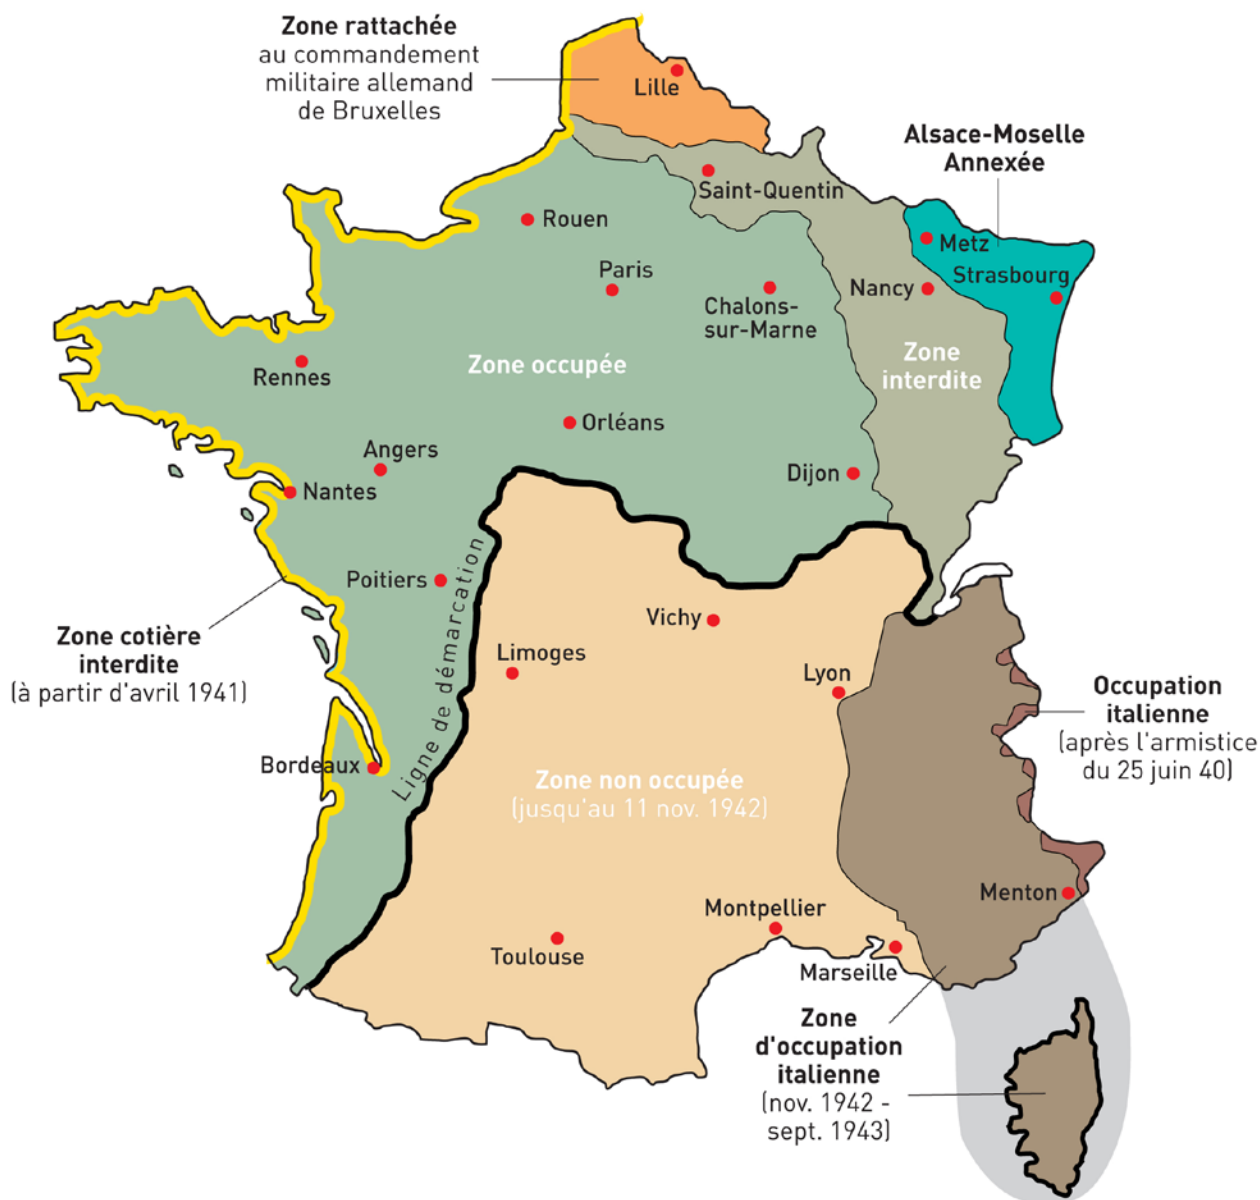 Zone rattachée
au commandement
militaire allemand
de Bruxelles
Lille
Alsace-Moselle
Annexée
Saint-Quentin
Rouen
Metz
Strasbourg
Paris
Nancy
Chalons-
sur-Marne
Zone occupée
Zone
interdite
Rennes
Orléans
Angers
Dijon
Nantes
Ligne de démarcation
Poitiers
Vichy
Zone cotière
interdite
(à partir d'avril 1941)
Limoges
Lyon
Occupation
italienne
(après l'armistice
du 25 juin 40)
Bordeaux
Zone non occupée
(jusqu'au 11 nov. 1942)
Menton
Montpellier
Toulouse
Marseille
Zone
d'occupation
italienne
(nov. 1942 -
sept. 1943)